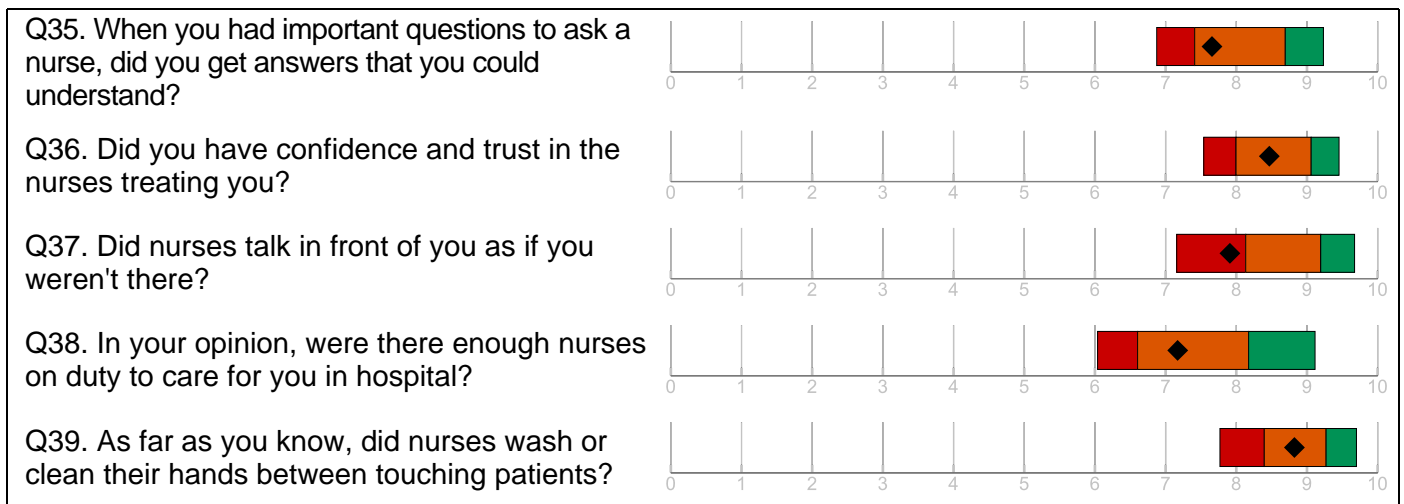 Q35. When you had important questions to ask a
nurse, did you get answers that you could
understand?
0 1 2 3 4 5 6 7 8 9 10
Q36. Did you have confidence and trust in the
nurses treating you?
0 1 2 3 4 5 6 7 8 9 10
Q37. Did nurses talk in front of you as if you
weren't there?
0 1 2 3 4 5 6 7 8 9 10
Q38. In your opinion, were there enough nurses
on duty to care for you in hospital?
0 1 2 3 4 5 6 7 8 9 10
Q39. As far as you know, did nurses wash or
clean their hands between touching patients?
0 1 2 3 4 5 6 7 8 9 10